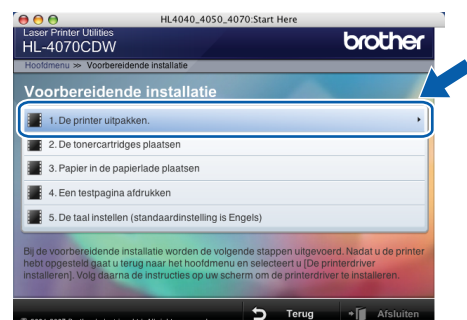 HL4040_4050_4070:Start Here
Laser Printer Utilities
HL-4070CDW
brother
Hoofdmenu >> Voorbereidende installatie
Voorbereidende installatie
1. De printer uitpakken.
2. De tonercartridges plaatsen
3. Papier in de papierlade plaatsen
4. Een testpagina afdrukken
5. De taal instellen (standaardinstelling is Engels)
Bij de voorbereidende installatie worden de volgende stappen uitgevoerd. Nadat u de printer
hebt opgesteld gaat u terug naar het hoofdmenu en selecteert u [De printerdriver
installeren]. Volg daarna de instructies op uw scherm om de printerdriver te installeren.
Terug
Afsluiten